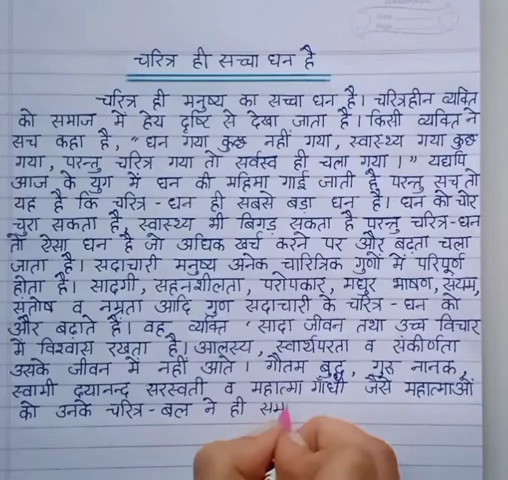 चरित्र ही सच्चा धन है
चरित्र ही मनुष्य का सच्चा धन है। चरित्रहीन व्यक्ति
को समाज में हेय दृष्टि से देखा जाता है। किसी व्यक्ति ने
सच कहा है, "धन गया कुछ नहीं गया, स्वास्थ्य गया कुछ
गया, परन्तु चरित्र गया तो सर्वस्व ही चला गया।" यद्यपि
आज के युग में धन की महिमा गाई जाती है परन्तु सच तो
यह है कि चरित्र-धन ही सबसे बड़ा धन है। धन को चोर
चुरा सकता है, स्वास्थ्य भी बिगड़ सकता है परन्तु चरित्र-धन
तो ऐसा धन है जो अधिक खर्च करने पर और बढ़ता चला
जाता है। सदाचारी मनुष्य अनेक चारित्रिक गुणों में परिपूर्ण
होता है। सादगी, सहनशीलता, परोपकार, मधुर भाषण, संयम,
संतोष व नम्रता आदि गुण सदाचारी के चरित्र-धन को
और बढ़ाते हैं। वह व्यक्ति 'सादा जीवन तथा उच्च विचार
में विश्वास रखता है। आलस्य, स्वार्थपरता व संकीर्णता
उसके जीवन में नहीं आते। गौतम बुद्ध, गुरु नानक,
स्वामी दयानन्द सरस्वती व महात्मा गाँधी जैसे महात्माओं
को उनके चरित्र-बल ने ही सम